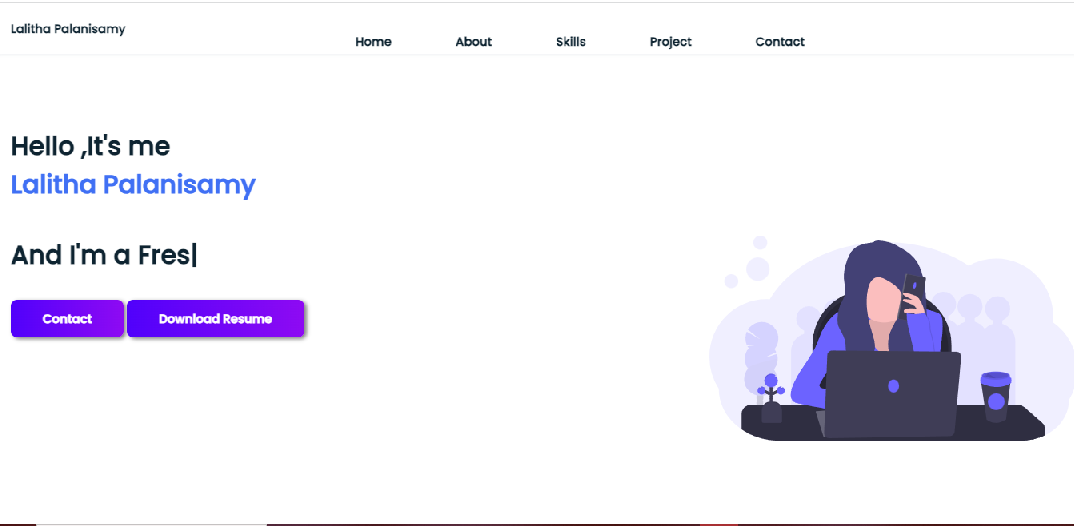 Lalitha Palanisamy
Home About Skills Project Contact
Hello ,It's me
Lalitha Palanisamy
And I'm a Fres|
Contact Download Resume